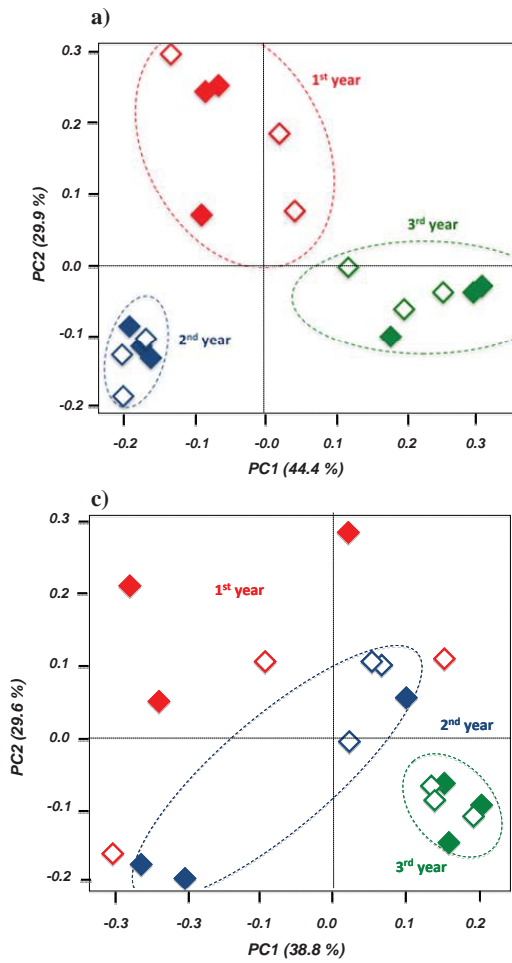 a)
0.3
0.2
0.1
0.0
-0.1
-0.2
PC2 (29.9 %)
1st year
3rd year
2nd year
-0.2 -0.1 -0.0 0.1 0.2 0.3
PC1 (44.4 %)
c)
0.3
0.2
0.1
0.0
-0.1
-0.2
PC2 (29.6 %)
1st year
2nd year
3rd year
-0.3 -0.3 -0.1 0.0 0.1 0.2
PC1 (38.8 %)